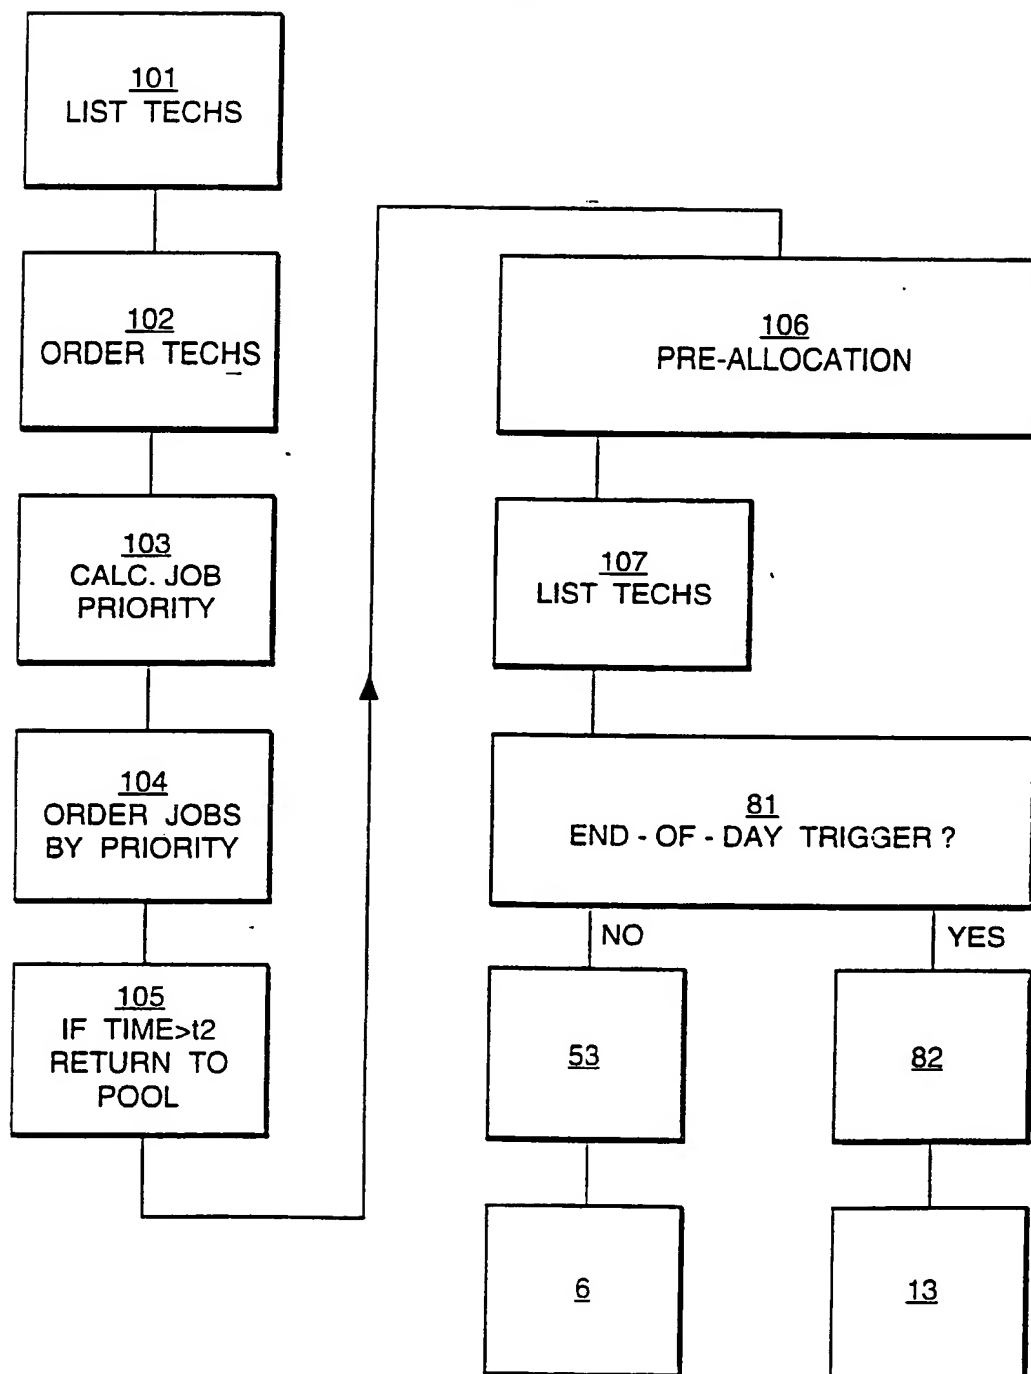 101
LIST TECHS
102
ORDER TECHS
103
CALC. JOB
PRIORITY
104
ORDER JOBS
BY PRIORITY
105
IF TIME>t2
RETURN TO
POOL
106
PRE-ALLOCATION
107
LIST TECHS
81
END - OF - DAY TRIGGER ?
NO
YES
53
82
6
13